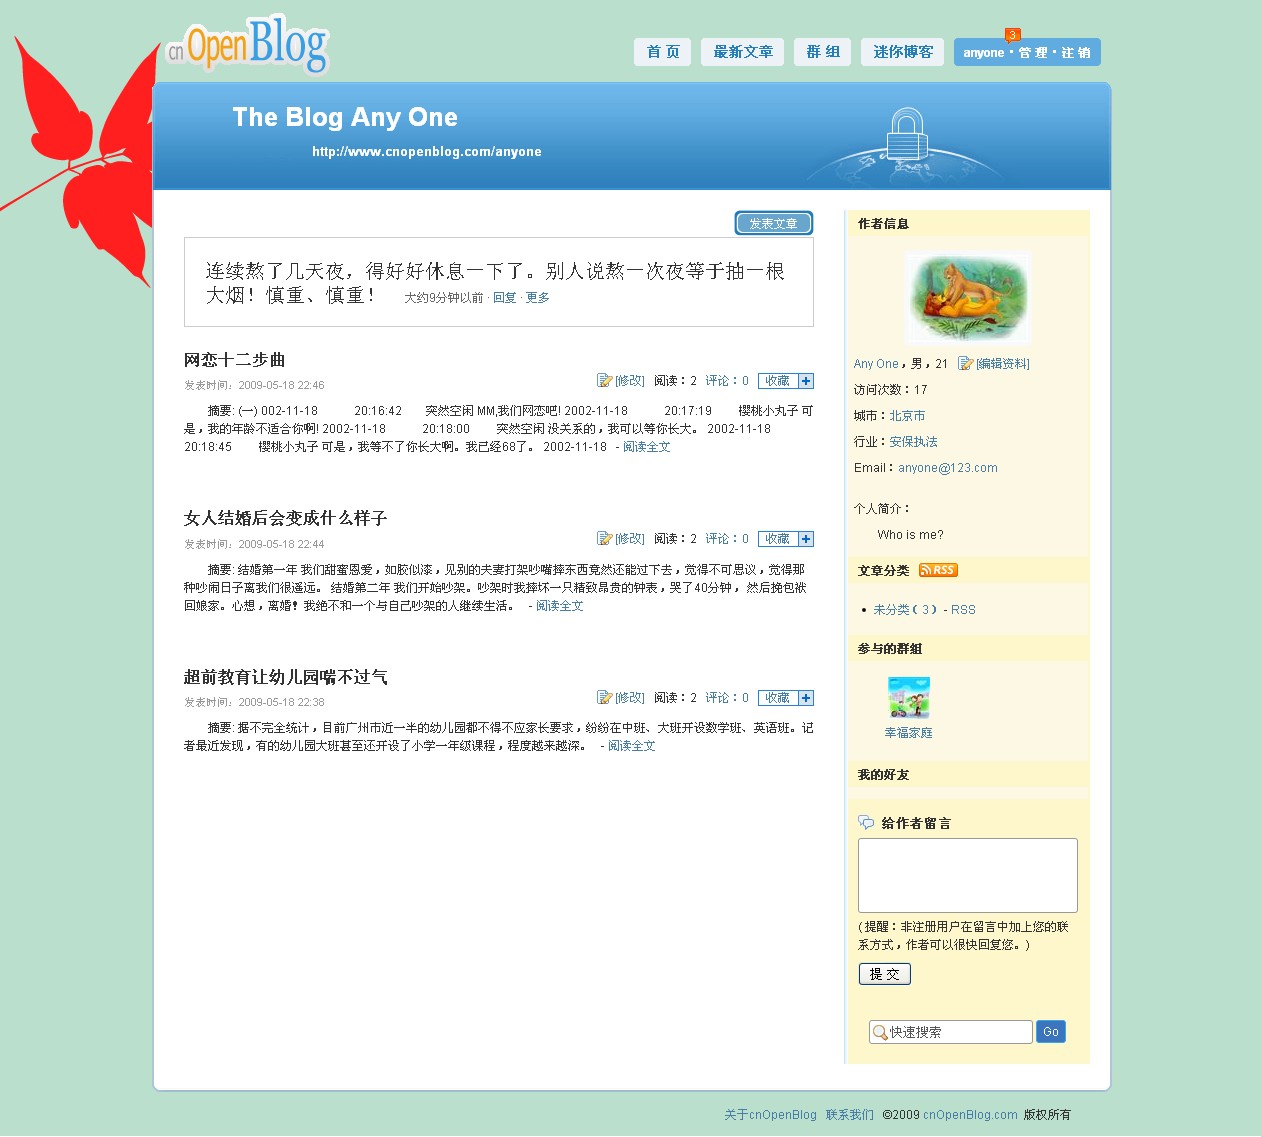 cnOpenBlog
首 页
最新文章
群 组
迷你博客
3
anyone · 管 理 · 注 销
The Blog Any One
http://www.cnopenblog.com/anyone
发表文章
连续熬了几天夜，得好好休息一下了。别人说熬一次夜等于抽一根
大烟！慎重、慎重！ 大约9分钟以前 · 回复 · 更多
网恋十二步曲
发表时间：2009-05-18 22:46
[修改] 阅读：2 评论：0 收藏 +
摘要: (一) 002-11-18 20:16:42 突然空闲 MM,我们网恋吧! 2002-11-18 20:17:19 樱桃小丸子 可
是，我的年龄不适合你啊! 2002-11-18 20:18:00 突然空闲 没关系的，我可以等你长大。 2002-11-18
20:18:45 樱桃小丸子 可是，我等不了你长大啊。我已经68了。 2002-11-18 - 阅读全文
女人结婚后会变成什么样子
发表时间：2009-05-18 22:44
[修改] 阅读：2 评论：0 收藏 +
摘要: 结婚第一年 我们甜蜜恩爱，如胶似漆，见别的夫妻打架吵嘴摔东西竟然还能过下去，觉得不可思议，觉得那
种吵闹日子离我们很遥远。 结婚第二年 我们开始吵架。吵架时我摔坏一只精致昂贵的钟表，哭了40分钟， 然后挽包袱
回娘家。心想，离婚！我绝不和一个与自己吵架的人继续生活。 - 阅读全文
超前教育让幼儿园喘不过气
发表时间：2009-05-18 22:38
[修改] 阅读：2 评论：0 收藏 +
摘要: 据不完全统计，目前广州市近一半的幼儿园都不得不应家长要求，纷纷在中班、大班开设数学班、英语班。记
者最近发现，有的幼儿园大班甚至还开设了小学一年级课程，程度越来越深。 - 阅读全文
作者信息
Any One，男，21 [编辑资料]
访问次数：17
城市：北京市
行业：安保执法
Email：anyone@123.com
个人简介：
Who is me?
文章分类 RSS
• 未分类（3） - RSS
参与的群组
幸福家庭
我的好友
给作者留言
(提醒：非注册用户在留言中加上您的联
系方式，作者可以很快回复您。)
提 交
快速搜索 Go
关于cnOpenBlog 联系我们 ©2009 cnOpenBlog.com 版权所有